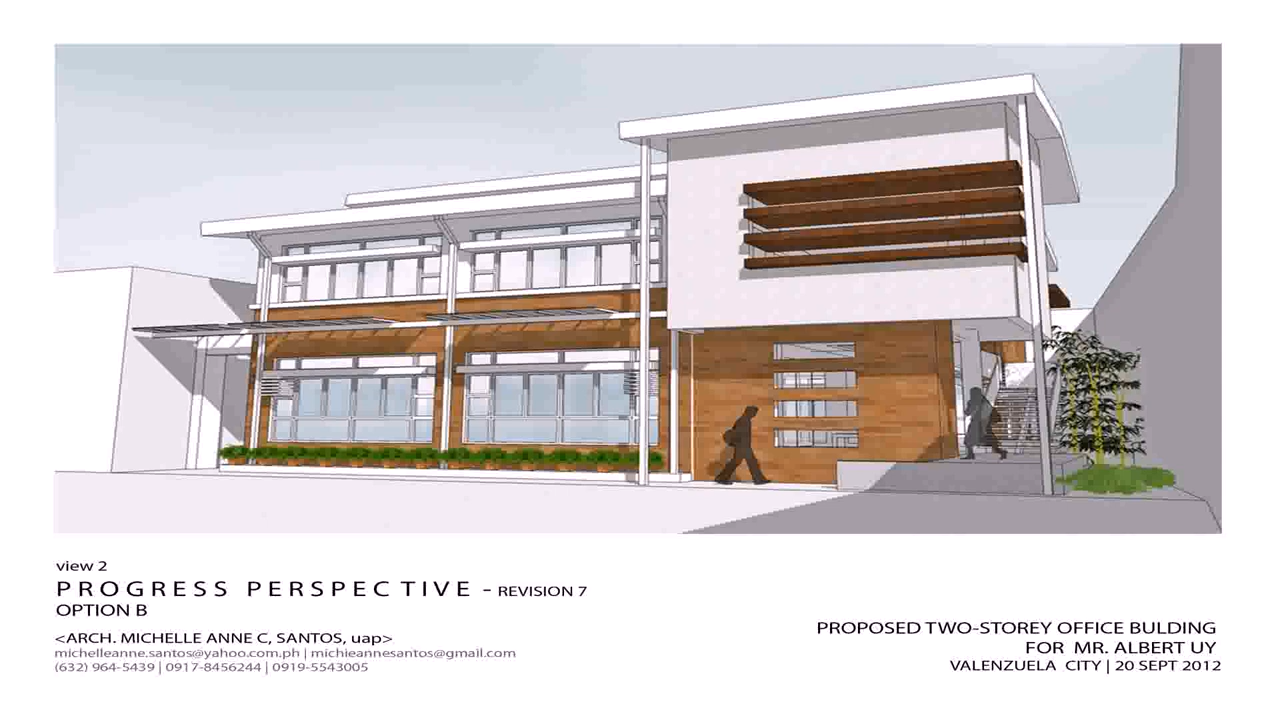 view 2
PROGRESS PERSPECTIVE - REVISION 7
OPTION B
<ARCH. MICHELLE ANNE C, SANTOS, uap>
michelleanne.santos@yahoo.com.ph | michieannesantos@gmail.com
(632) 964-5439 | 0917-8456244 | 0919-5543005
PROPOSED TWO-STOREY OFFICE BULDING
FOR MR. ALBERT UY
VALENZUELA CITY | 20 SEPT 2012